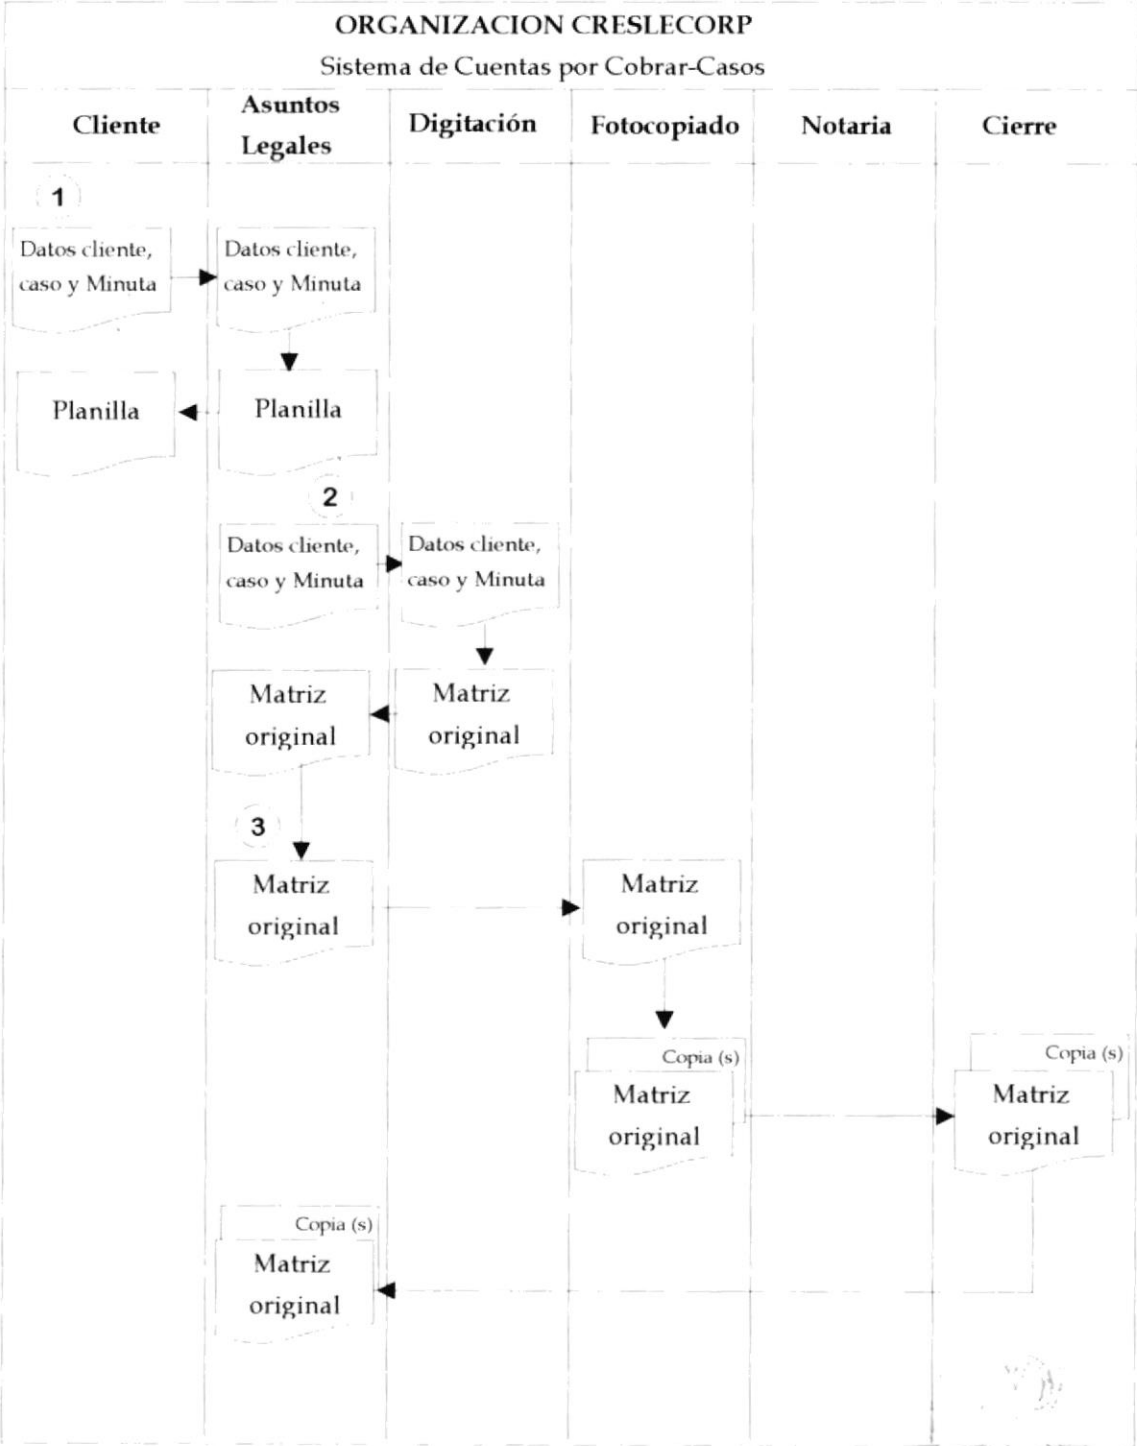 ORGANIZACION CRESLECORP
Sistema de Cuentas por Cobrar-Casos
Cliente
Asuntos
Legales
Digitación
Fotocopiado
Notaria
Cierre
1
Datos cliente,
caso y Minuta
Datos cliente,
caso y Minuta
Planilla
Planilla
2
Datos cliente,
caso y Minuta
Datos cliente,
caso y Minuta
Matriz
original
Matriz
original
3
Matriz
original
Matriz
original
Copia (s)
Matriz
original
Copia (s)
Matriz
original
Copia (s)
Matriz
original